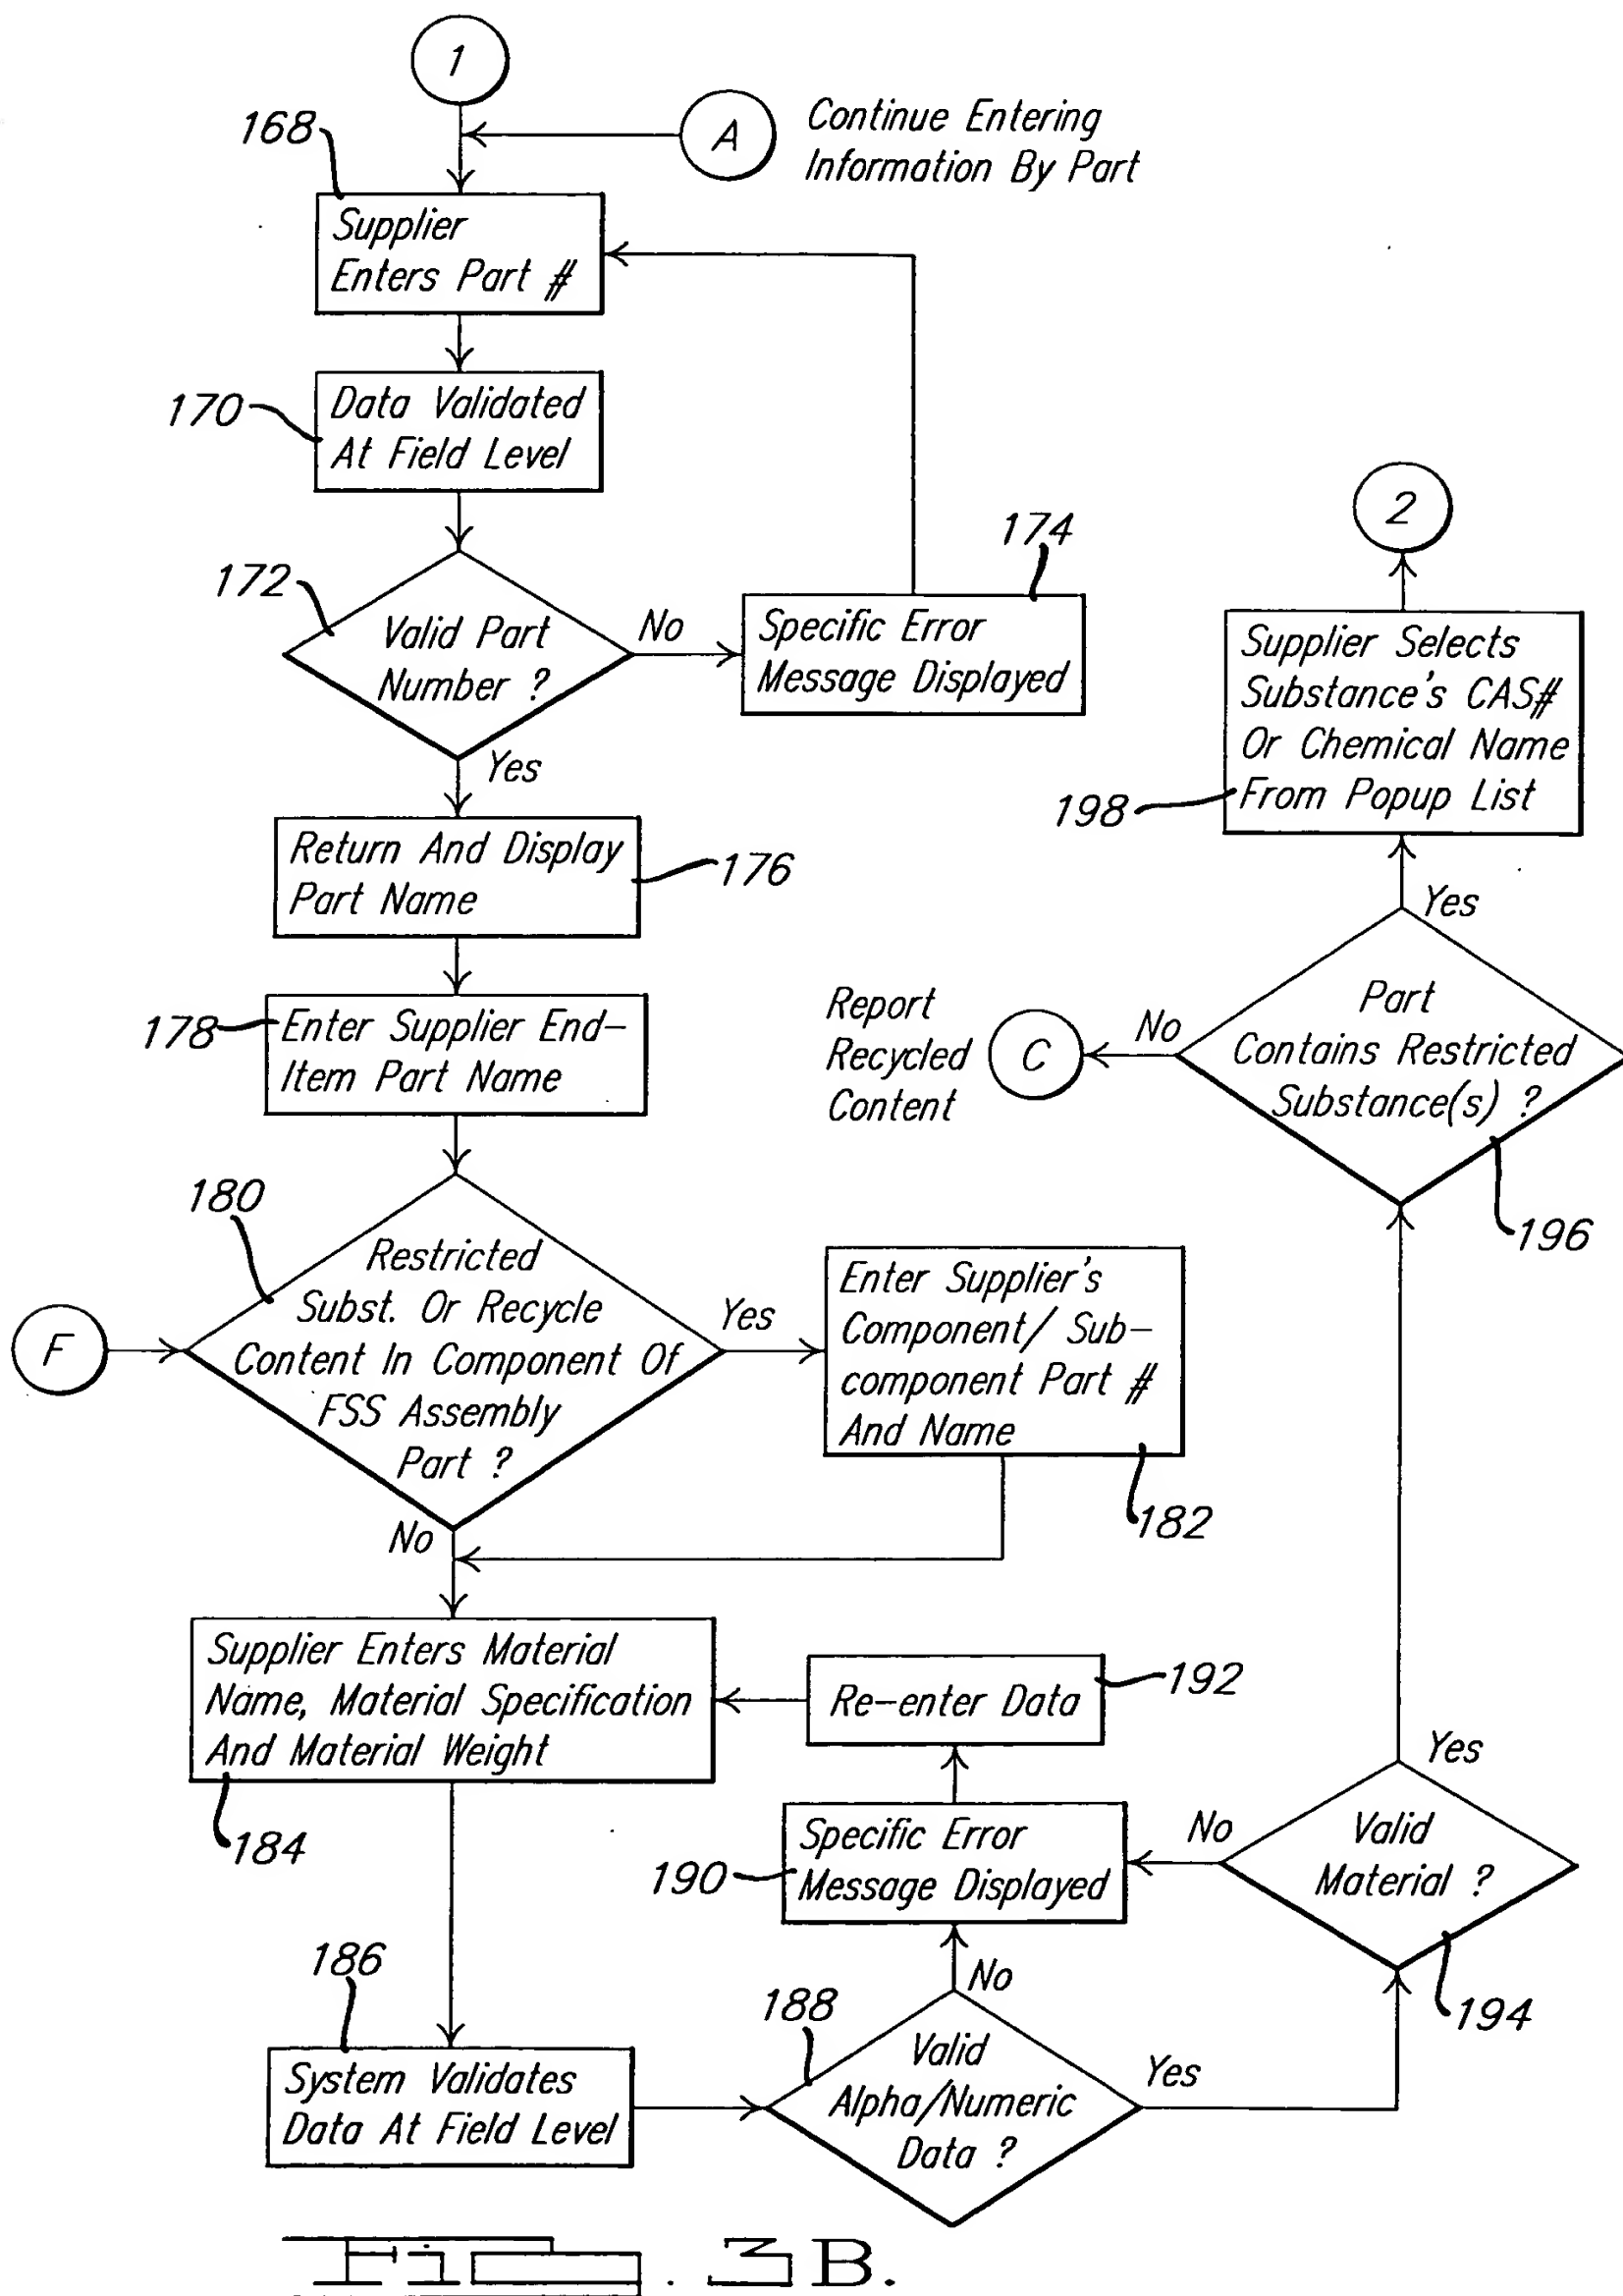 1
168
A
Continue Entering
Information By Part
Supplier
Enters Part #
170
Data Validated
At Field Level
172
Valid Part
Number ?
No
174
Specific Error
Message Displayed
Yes
Return And Display
Part Name
176
178
Enter Supplier End-
Item Part Name
180
F
Restricted
Subst. Or Recycle
Content In Component Of
FSS Assembly
Part ?
Yes
Enter Supplier's
Component/ Sub-
component Part #
And Name
182
No
Supplier Enters Material
Name, Material Specification
And Material Weight
184
Re-enter Data
192
186
System Validates
Data At Field Level
188
Valid
Alpha/Numeric
Data ?
No
Yes
190
Specific Error
Message Displayed
No
Valid
Material ?
194
Yes
Part
Contains Restricted
Substance(s) ?
196
No
C
Report
Recycled
Content
Yes
198
Supplier Selects
Substance's CAS#
Or Chemical Name
From Popup List
2
FIG. 3B.